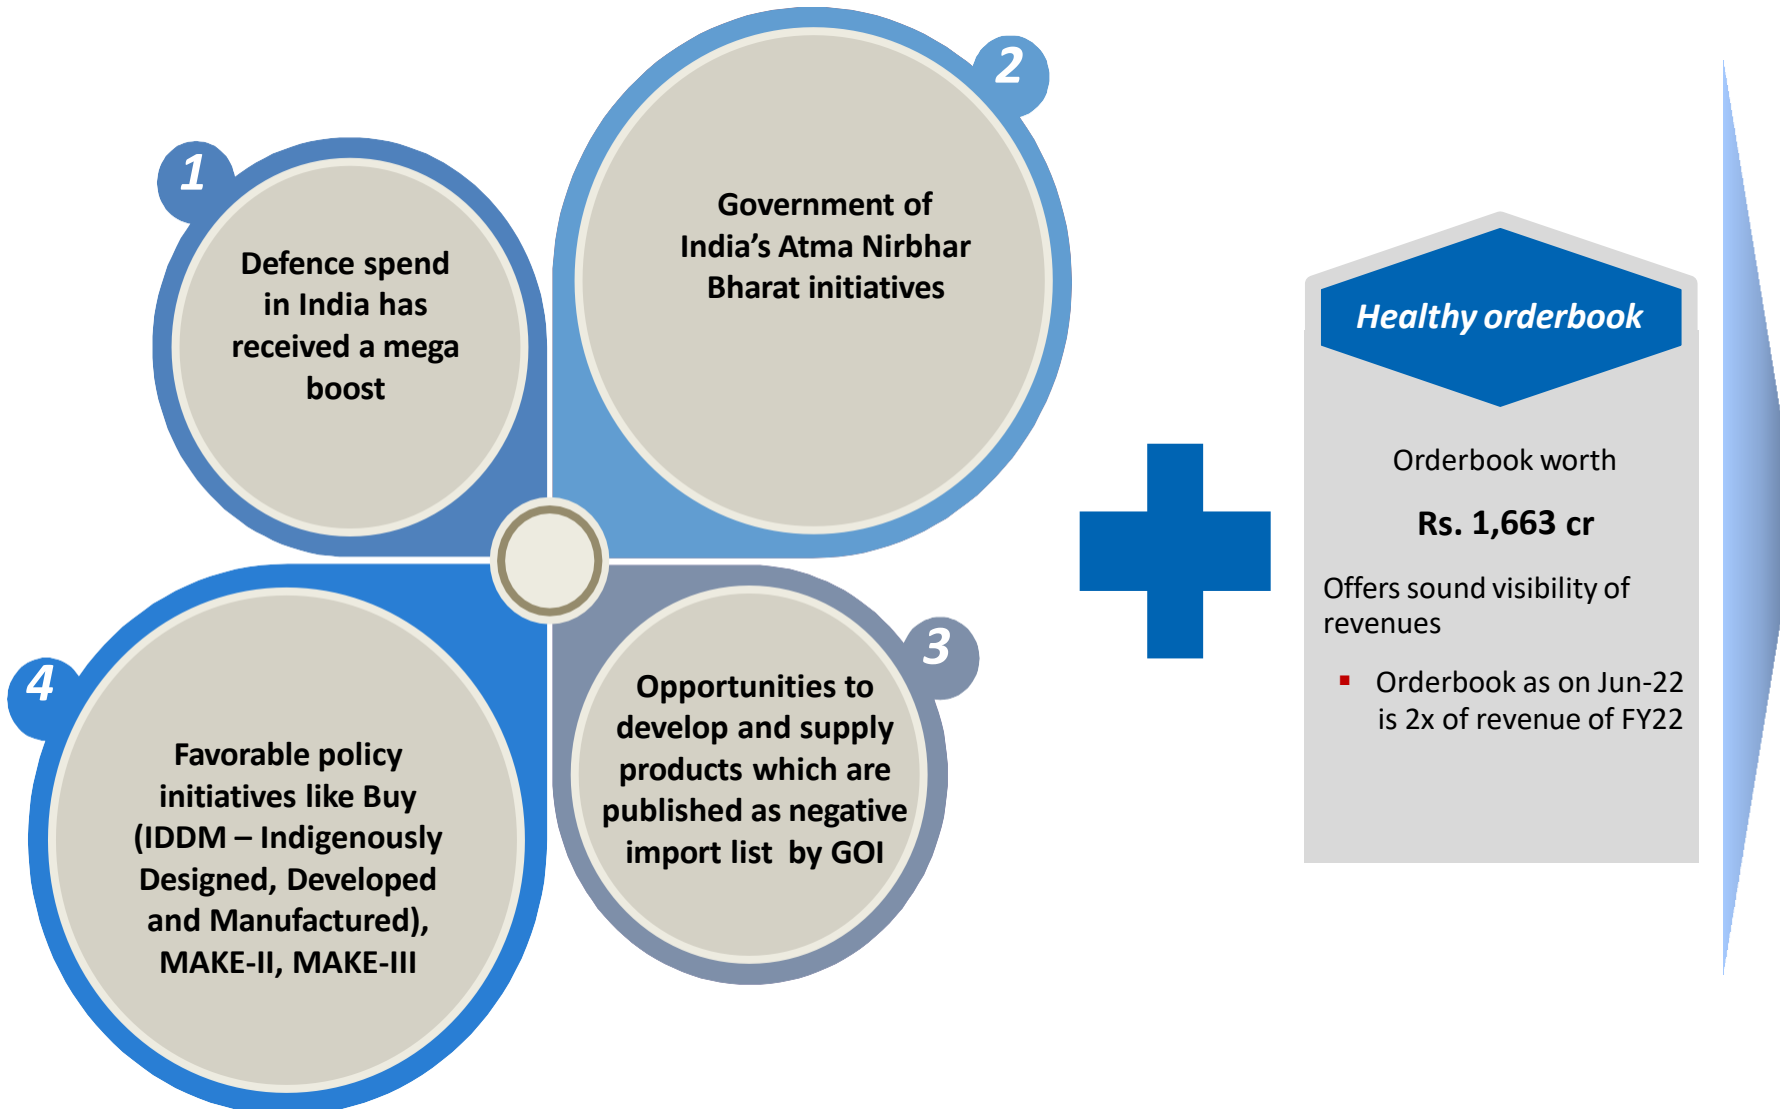 1
Defence spend
in India has
received a mega
boost
2
Government of
India’s Atma Nirbhar
Bharat initiatives
3
Opportunities to
develop and supply
products which are
published as negative
import list by GOI
4
Favorable policy
initiatives like Buy
(IDDM – Indigenously
Designed, Developed
and Manufactured),
MAKE-II, MAKE-III
Healthy orderbook
Orderbook worth
Rs. 1,663 cr
Offers sound visibility of
revenues
▪ Orderbook as on Jun-22
is 2x of revenue of FY22